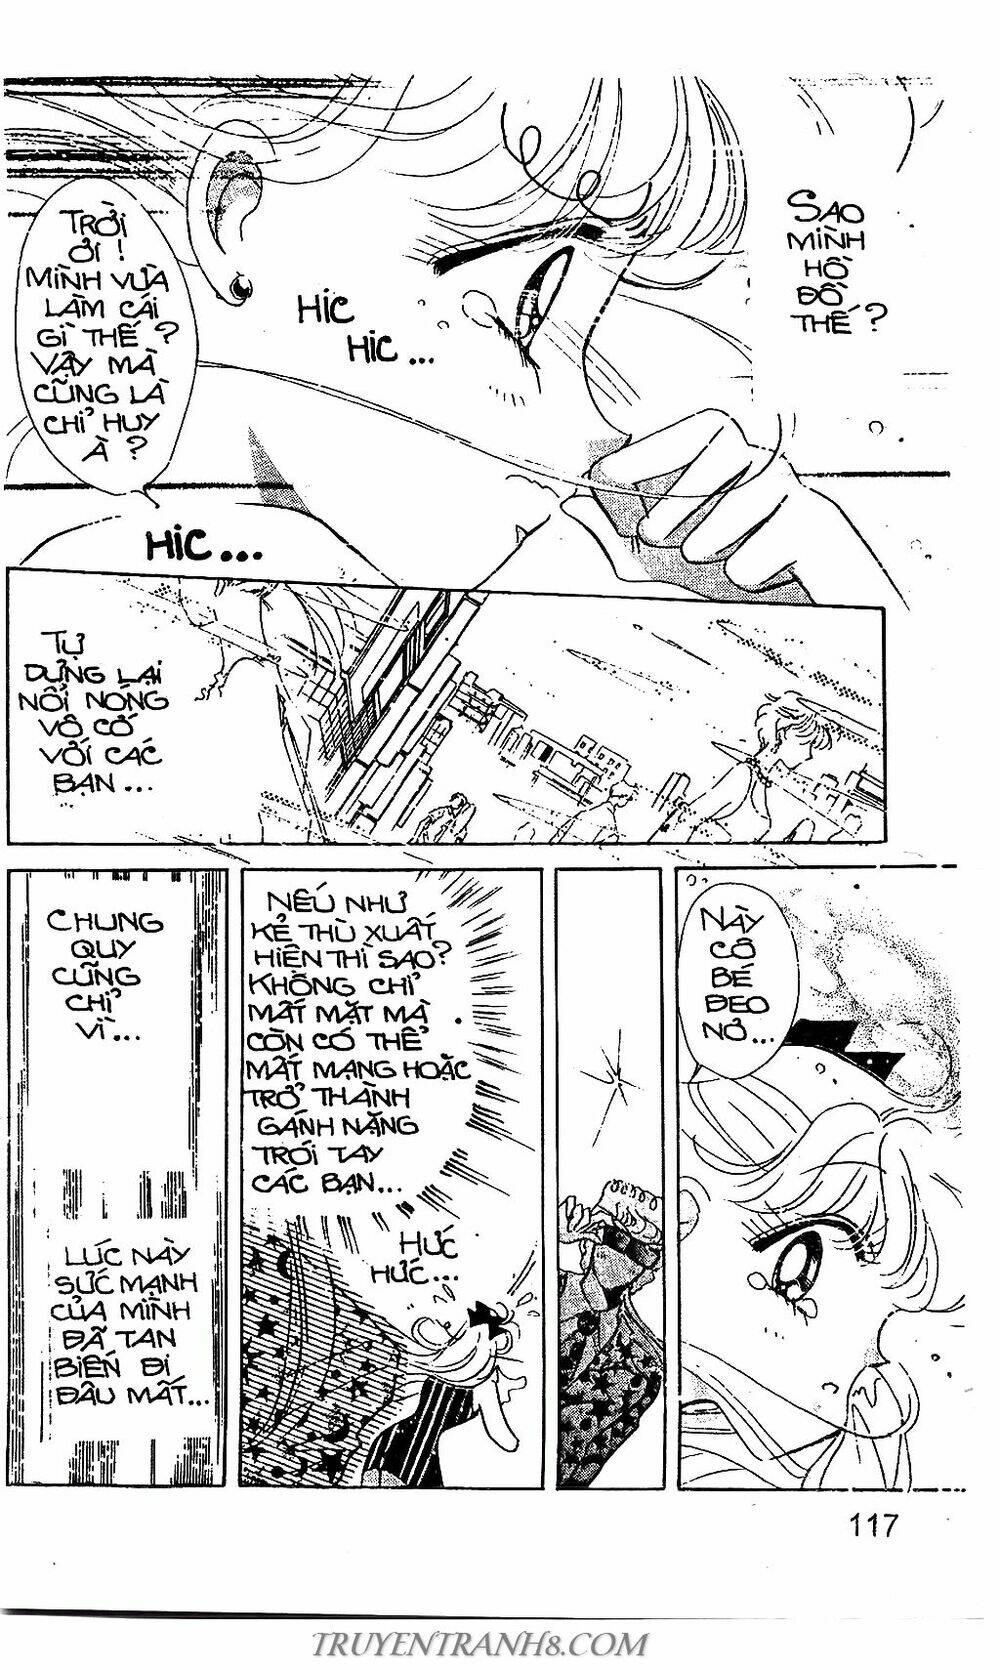 TRỜI
ƠI !
MÌNH VỪA
LÀM CÁI
GÌ THẾ ?
VẬY MÀ
CŨNG LÀ
CHỈ HUY
À ?
HIC
HIC ...
SAO
MÌNH
HỒ
ĐỒ
THẾ ?
HIC ...
TỰ
DƯNG LẠI
NỔI NÓNG
VÔ CỐ
VỚI CÁC
BẠN ...
CHUNG
QUY
CŨNG
CHỈ
VÌ ...
LÚC NÀY
SỨC MẠNH
CỦA MÌNH
ĐÃ TAN
BIẾN ĐI
ĐÂU MẤT...
NẾU NHƯ
KẺ THÙ XUẤT
HIỆN THÌ SAO?
KHÔNG CHỈ
MẤT MẶT MÀ
CÒN CÓ THỂ
MẤT MẠNG HOẶC
TRỞ THÀNH
GÁNH NẶNG
TRÓI TAY
CÁC BẠN...
HỨC
HỨC...
NÀY
CÔ
BÉ
ĐEO
NƠ...
117
TRUYENTRANH8.COM